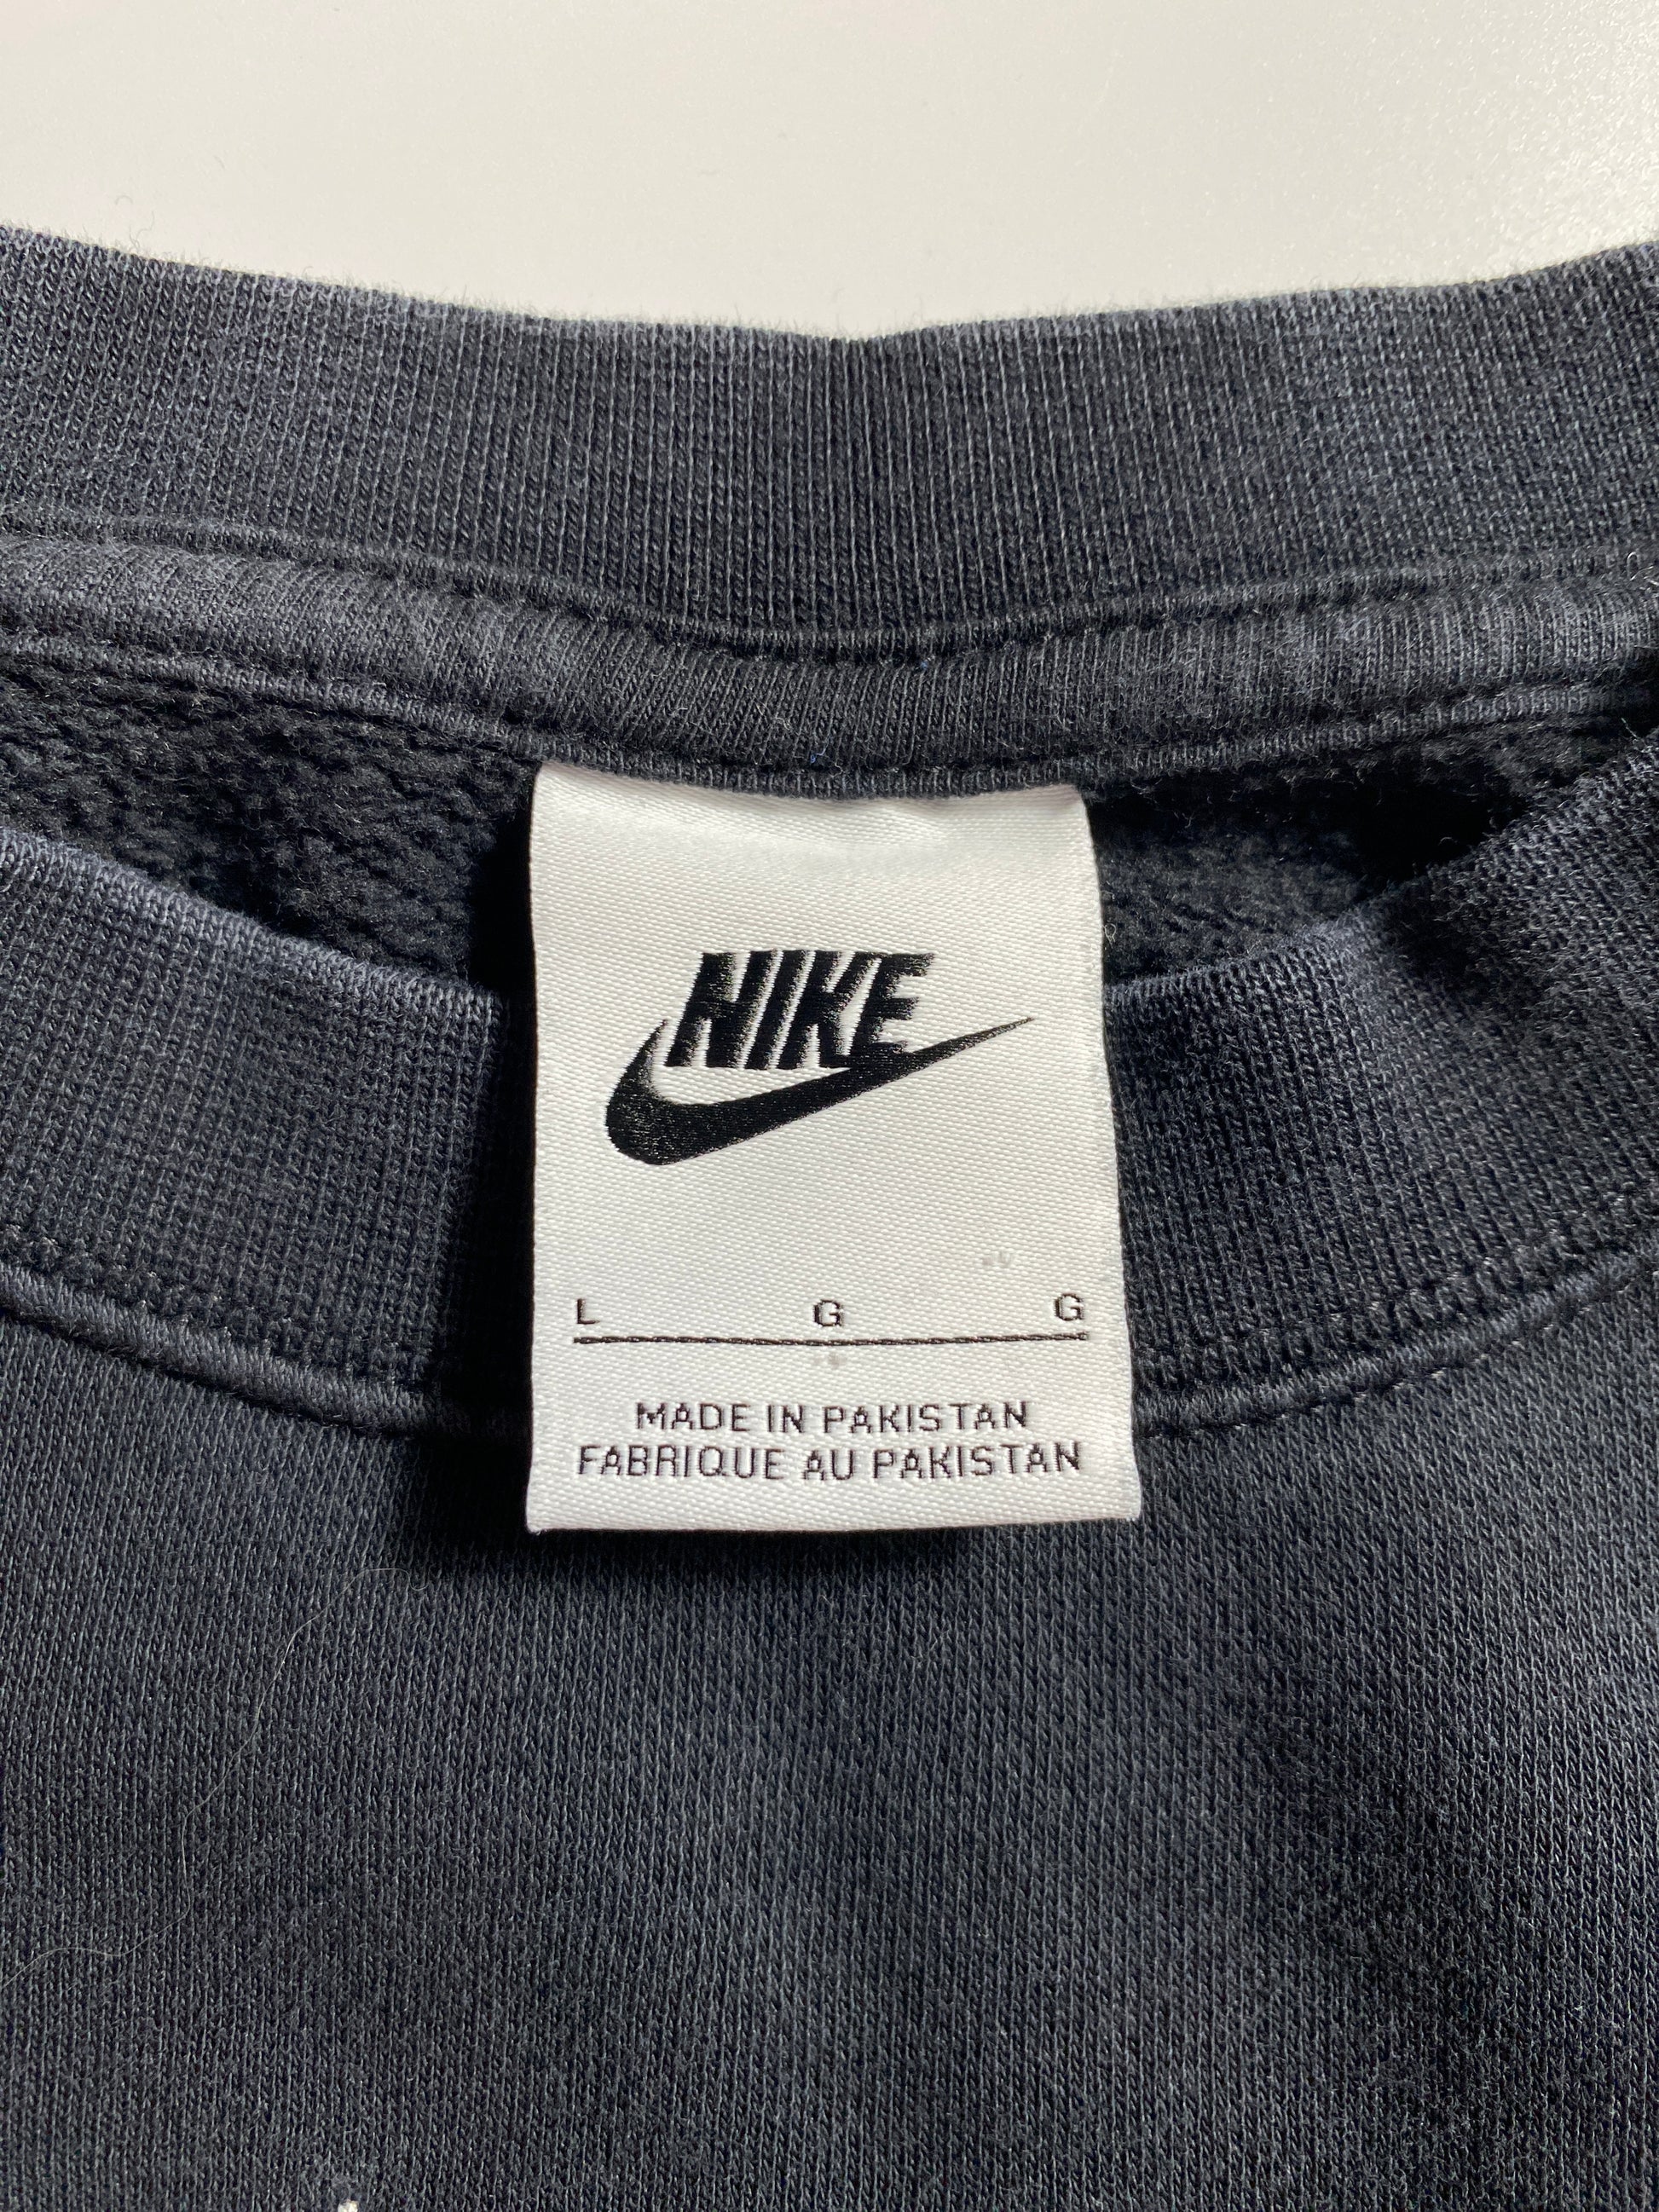 NIKE
L G G
MADE IN PAKISTAN
FABRIQUE AU PAKISTAN